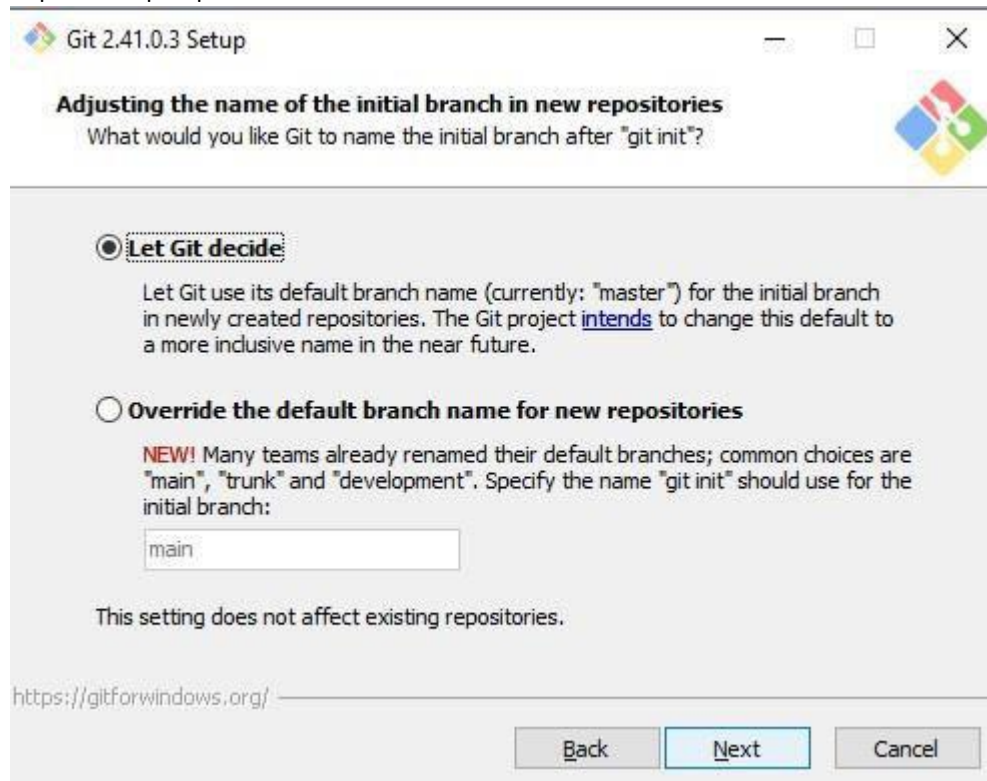 Git 2.41.0.3 Setup
Adjusting the name of the initial branch in new repositories
What would you like Git to name the initial branch after "git init"?
Let Git decide
Let Git use its default branch name (currently: "master") for the initial branch
in newly created repositories. The Git project intends to change this default to
a more inclusive name in the near future.
Override the default branch name for new repositories
NEW! Many teams already renamed their default branches; common choices are
"main", "trunk" and "development". Specify the name "git init" should use for the
initial branch:
main
This setting does not affect existing repositories.
https://gitforwindows.org/
Back Next Cancel